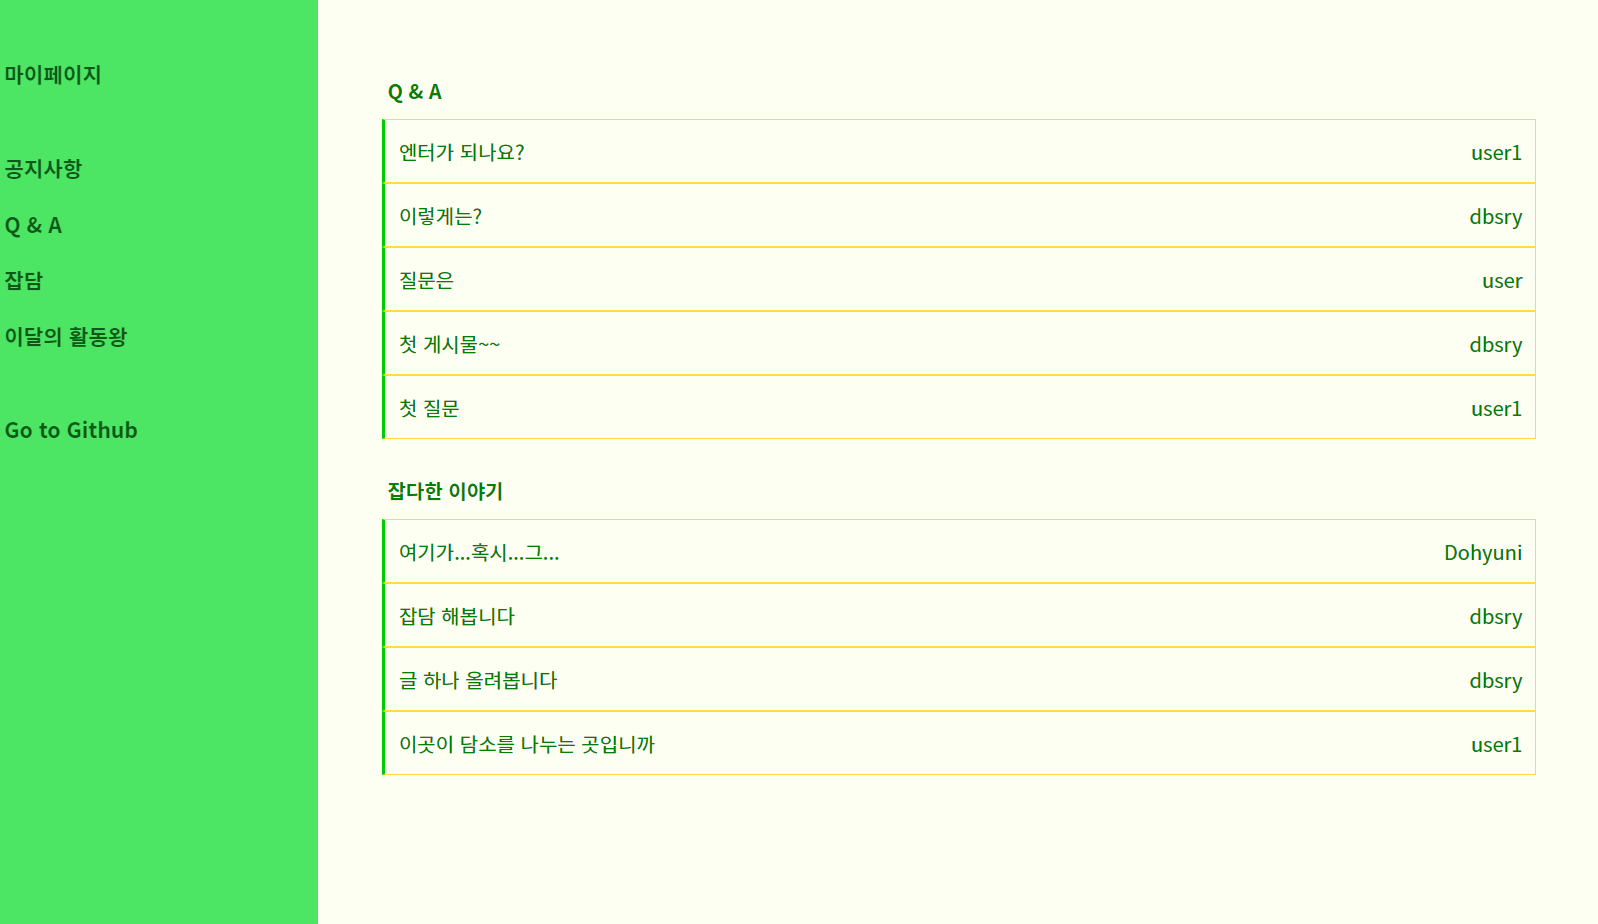 마이페이지
공지사항
Q & A
잡담
이달의 활동왕
Go to Github
Q & A
엔터가 되나요? user1
이렇게는? dbsry
질문은 user
첫 게시물~~ dbsry
첫 질문 user1
잡다한 이야기
여기가...혹시...그... Dohyuni
잡담 해봅니다 dbsry
글 하나 올려봅니다 dbsry
이곳이 담소를 나누는 곳입니까 user1